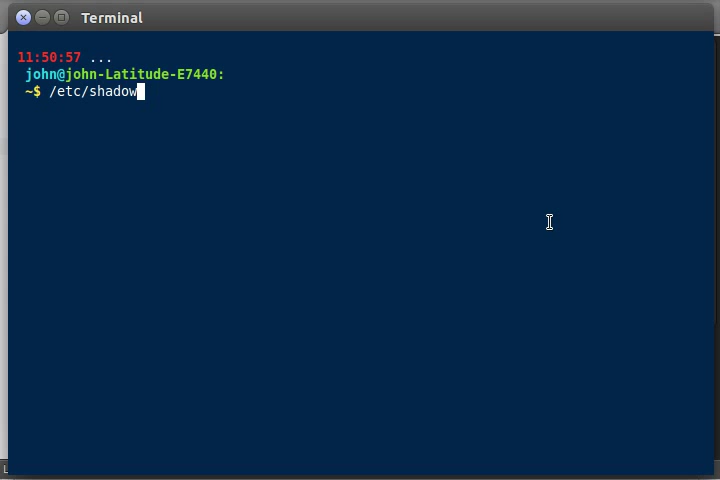 Terminal
11:50:57 ...
john@john-Latitude-E7440:
~$ /etc/shadow
L